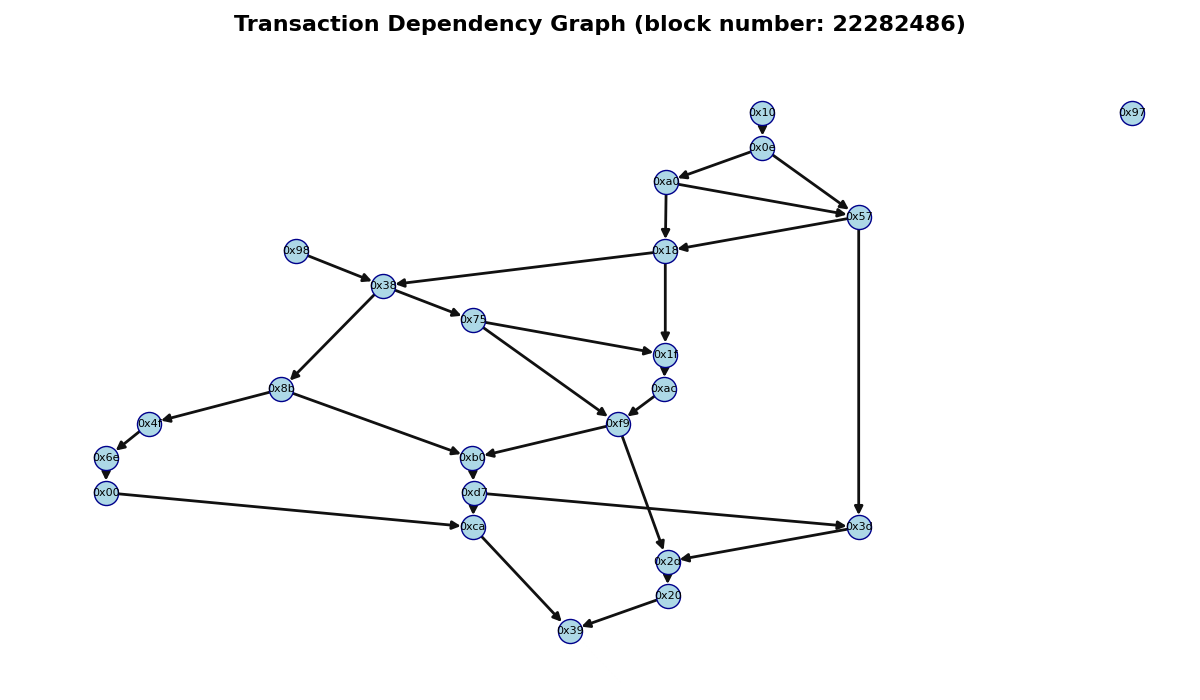 Transaction Dependency Graph (block number: 22282486)
0x10
0x97
0x0e
0xa0
0x57
0x98
0x18
0x38
0x75
0x1f
0x8b
0xac
0x4f
0xf9
0x6e
0xb0
0x00
0xd7
0xca
0x3d
0x20
0x39